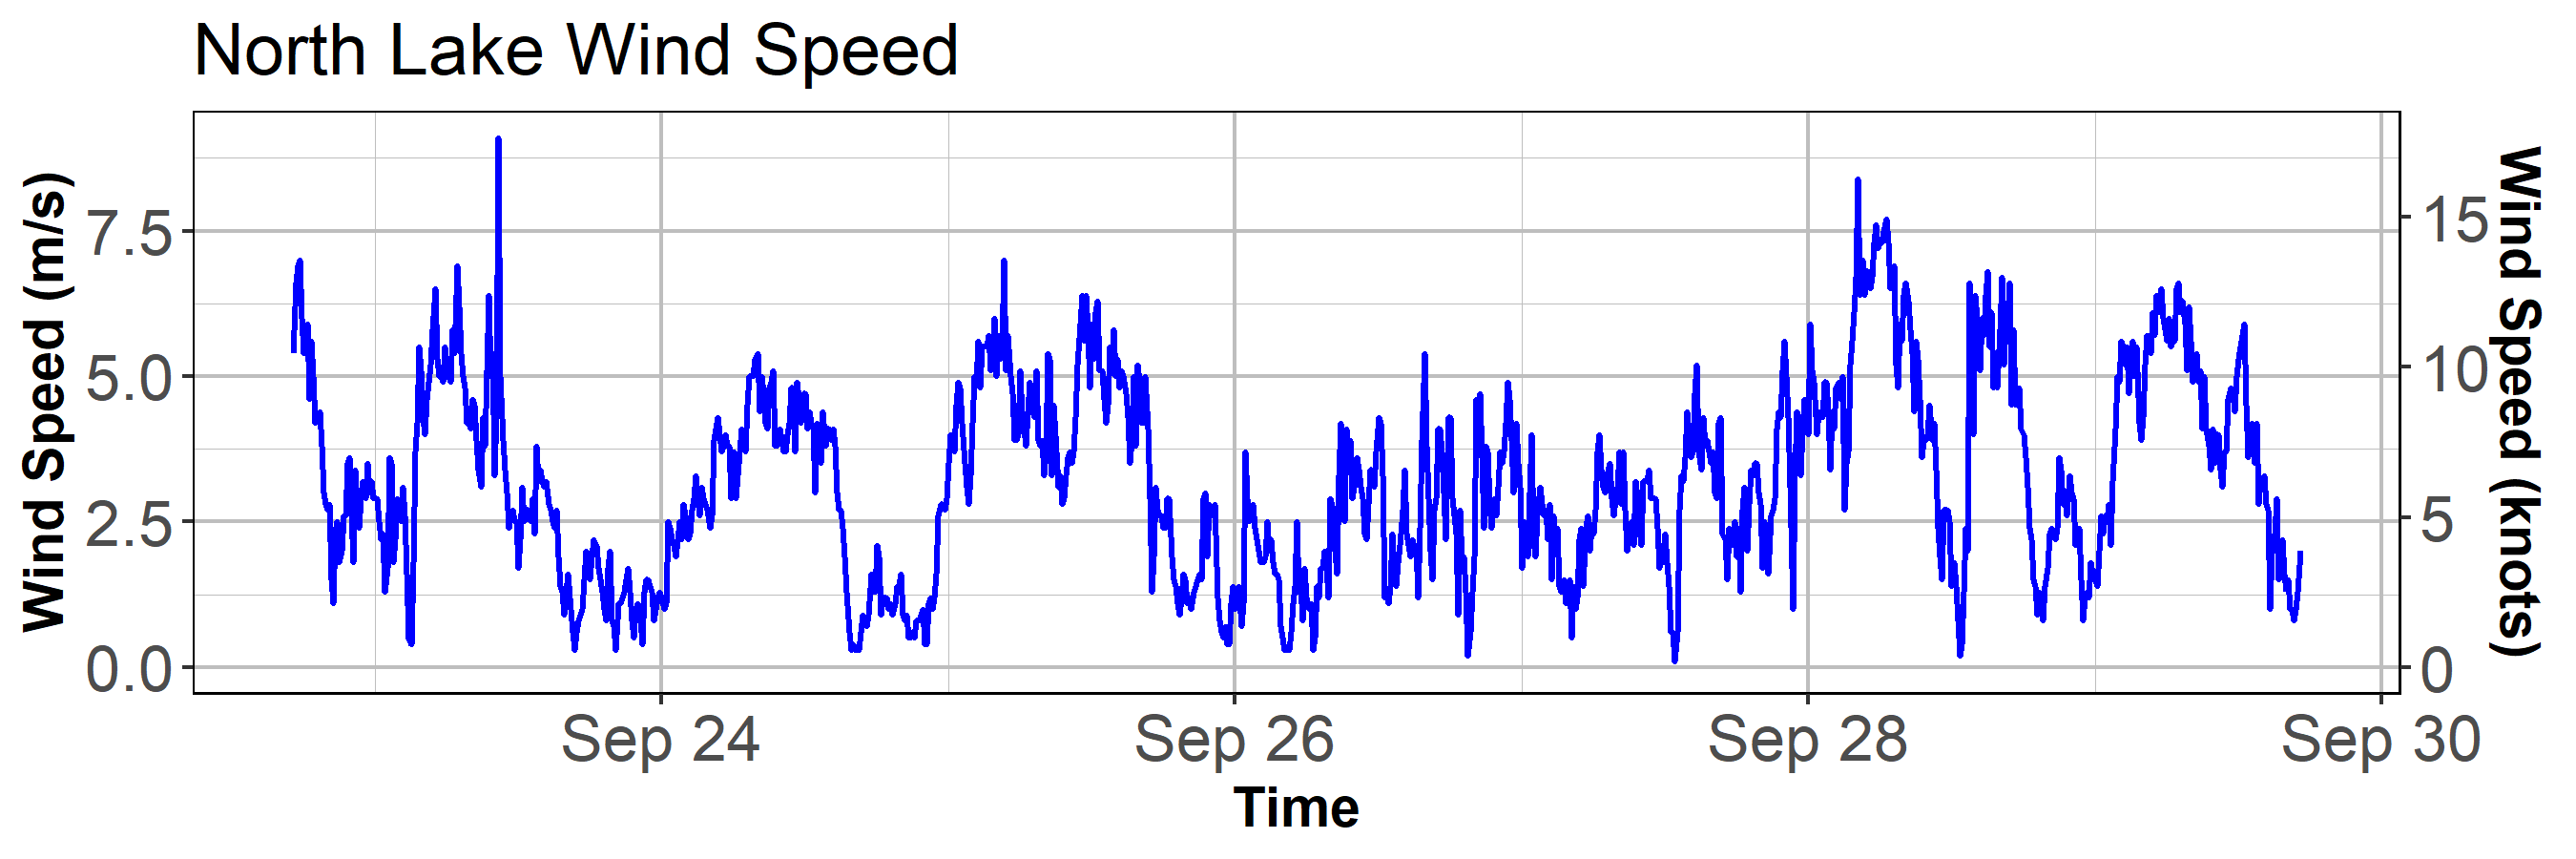 North Lake Wind Speed
Wind Speed (m/s)
7.5
5.0
2.5
0.0
15
10
5
0
Wind Speed (knots)
Sep 24
Sep 26
Sep 28
Sep 30
Time